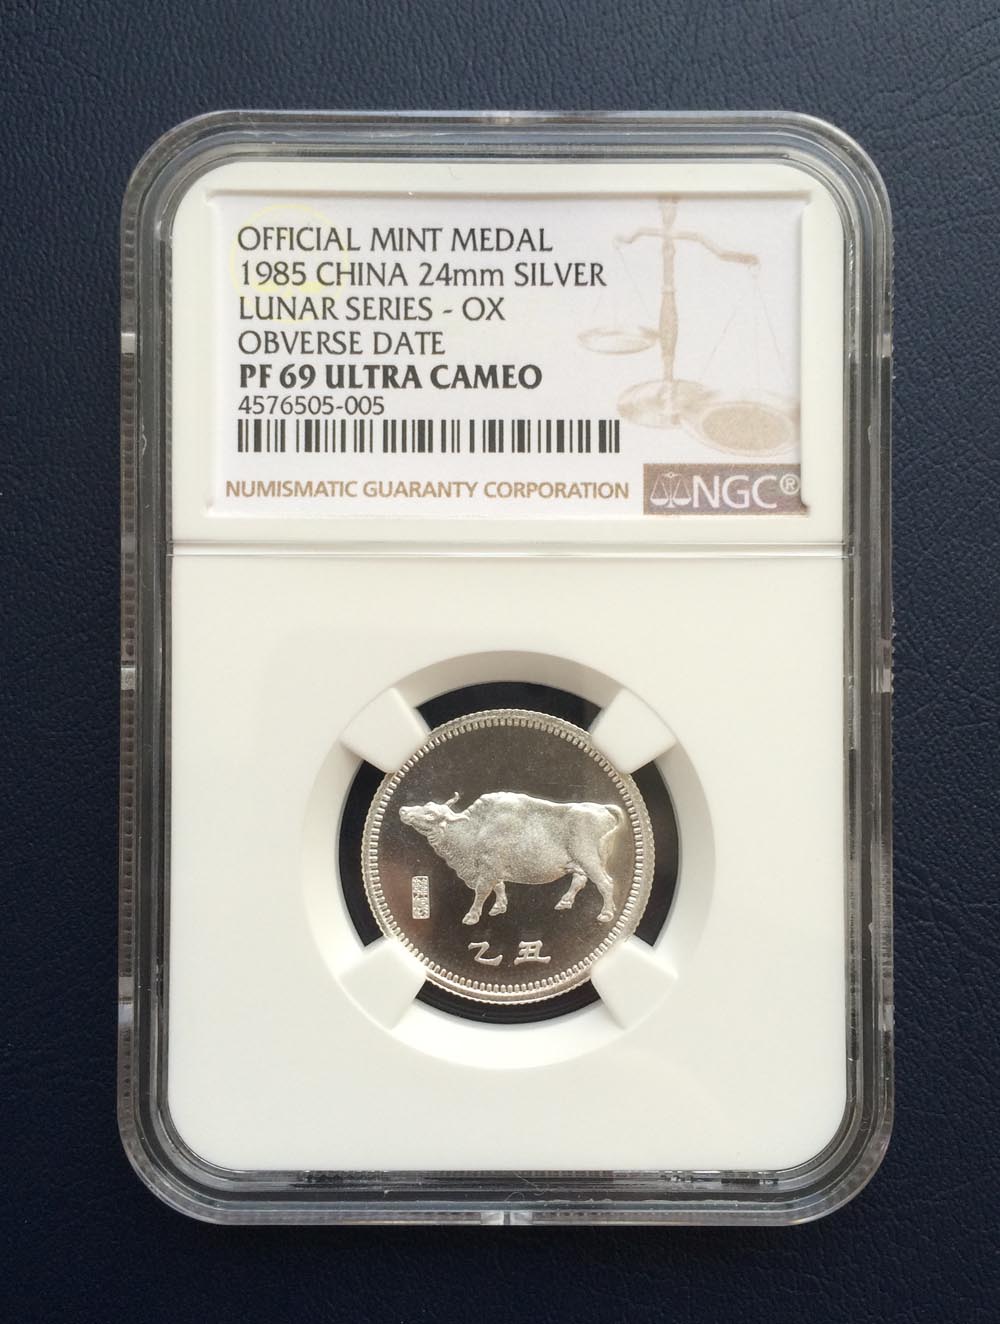 OFFICIAL MINT MEDAL
1985 CHINA 24mm SILVER
LUNAR SERIES - OX
OBVERSE DATE
PF 69 ULTRA CAMEO
4576505-005
NUMISMATIC GUARANTY CORPORATION
NGC®
乙丑